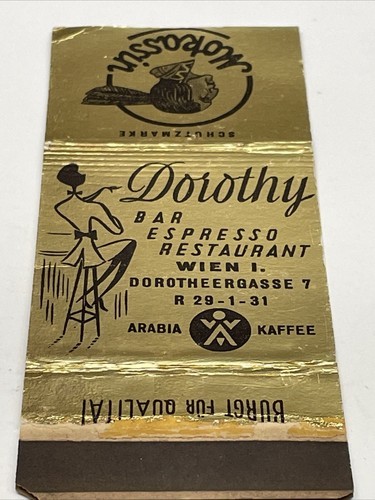 Mokassin
SCHUTZMARKE
Dorothy
BAR
ESPRESSO
RESTAURANT
WIEN I.
DOROTHEERGASSE 7
R 29-1-31
ARABIA KAFFEE
BÜRGT FÜR QUALITÄT